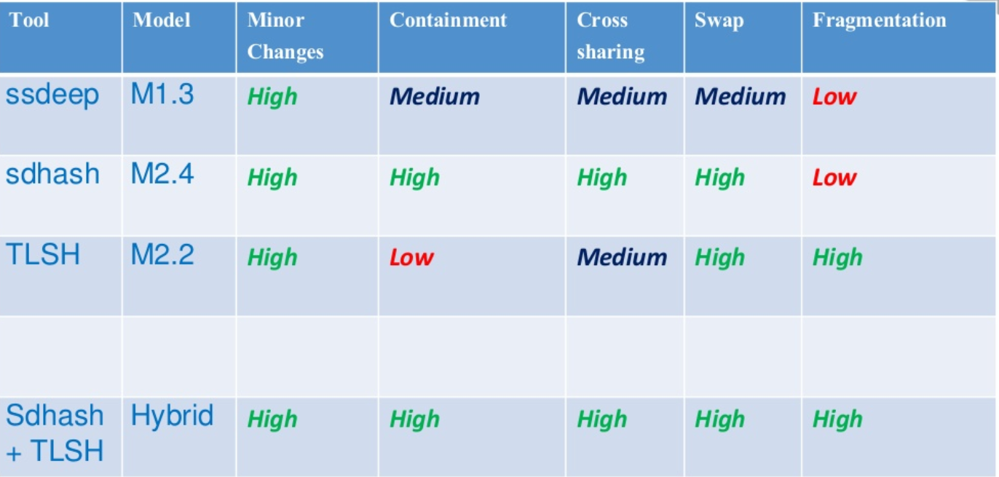 Tool Model Minor Changes Containment Cross sharing Swap Fragmentation
ssdeep M1.3 High Medium Medium Medium Low
sdhash M2.4 High High High High Low
TLSH M2.2 High Low Medium High High
Sdhash + TLSH Hybrid High High High High High